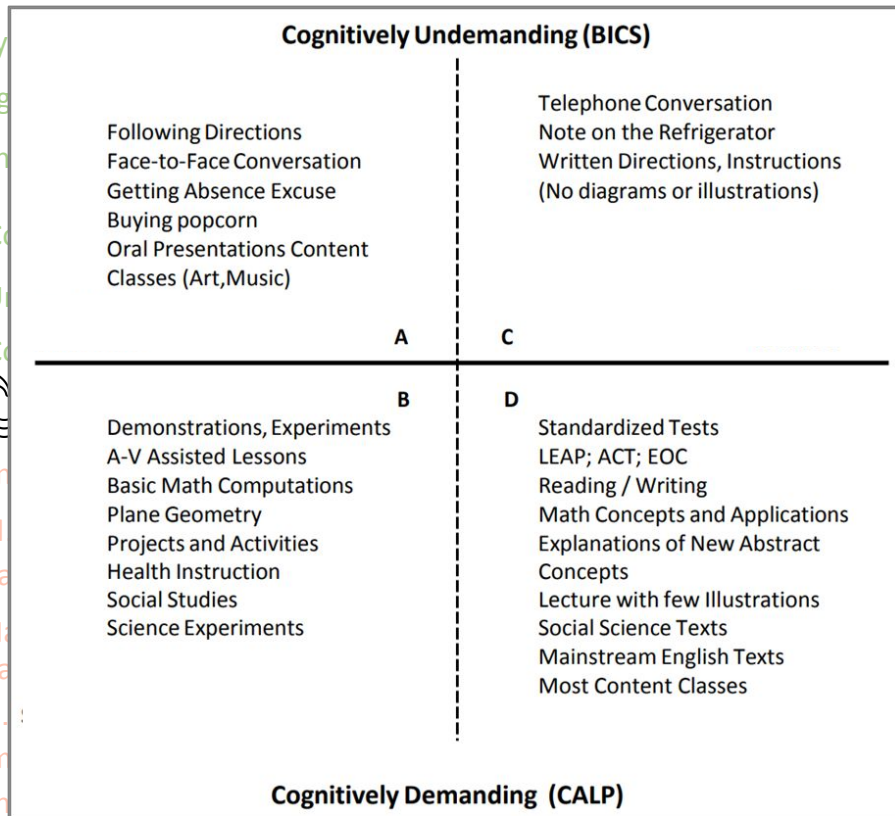 Cognitively Undemanding (BICS)
Following Directions
Face-to-Face Conversation
Getting Absence Excuse
Buying popcorn
Oral Presentations Content
Classes (Art,Music)
A
Telephone Conversation
Note on the Refrigerator
Written Directions, Instructions
(No diagrams or illustrations)
C
B
Demonstrations, Experiments
A-V Assisted Lessons
Basic Math Computations
Plane Geometry
Projects and Activities
Health Instruction
Social Studies
Science Experiments
D
Standardized Tests
LEAP; ACT; EOC
Reading / Writing
Math Concepts and Applications
Explanations of New Abstract
Concepts
Lecture with few Illustrations
Social Science Texts
Mainstream English Texts
Most Content Classes
Cognitively Demanding (CALP)